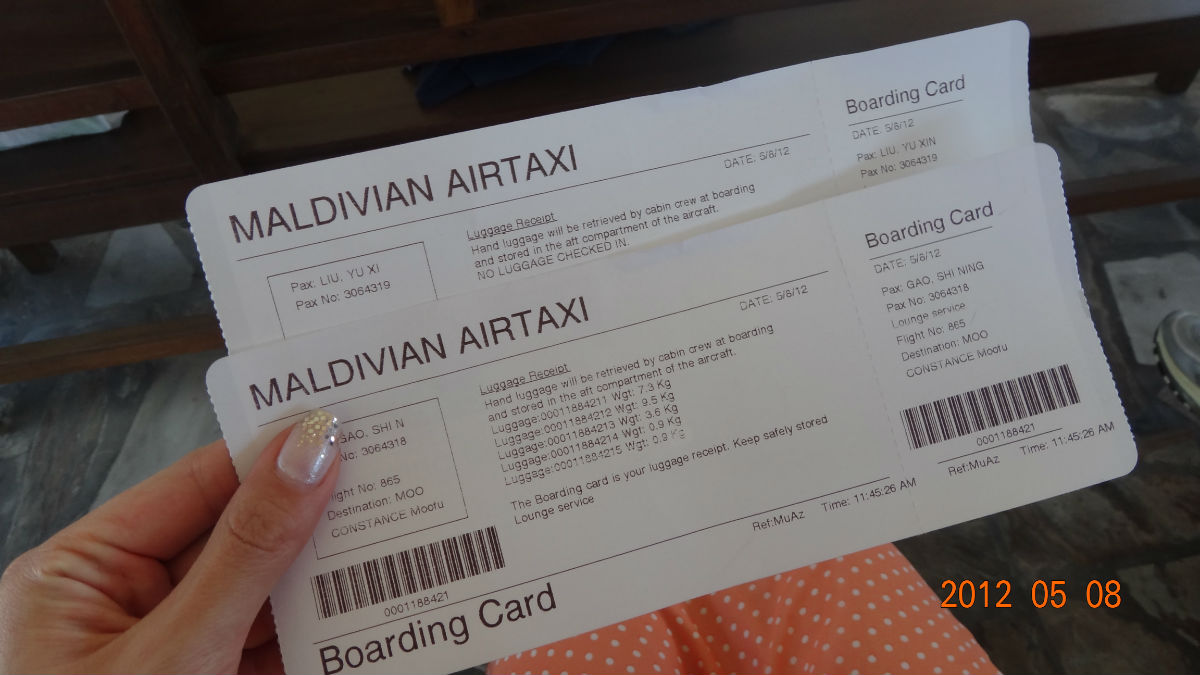 MALDIVIAN AIRTAXI
DATE: 5/8/12
Luggage Receipt
Hand luggage will be retrieved by cabin crew at boarding
and stored in the aft compartment of the aircraft.
NO LUGGAGE CHECKED IN.
Pax: LIU, YU XI
Pax No: 3064319
Boarding Card
DATE: 5/8/12
Pax: LIU, YU XIN
Pax No: 3064319
MALDIVIAN AIRTAXI
DATE: 5/8/12
Luggage Receipt
Hand luggage will be retrieved by cabin crew at boarding
and stored in the aft compartment of the aircraft.
Luggage:00011884211 Wgt: 7.3 Kg
Luggage:00011884212 Wgt: 9.5 Kg
Luggage:00011884213 Wgt: 3.6 Kg
Luggage:00011884214 Wgt: 0.9 Kg
Luggage:00011884215 Wgt: 0.9 Kg
The Boarding card is your luggage receipt. Keep safely stored
Lounge service
GAO, SHI N
No: 3064318
light No: 865
Destination: MOO
CONSTANCE Moofu
0001188421
Ref:MuAz Time: 11:45:26 AM
Boarding Card
Boarding Card
DATE: 5/8/12
Pax: GAO, SHI NING
Pax No: 3064318
Lounge service
Flight No: 865
Destination: MOO
CONSTANCE Moofu
0001188421
Ref:MuAz Time: 11:45:26 AM
2012 05 08